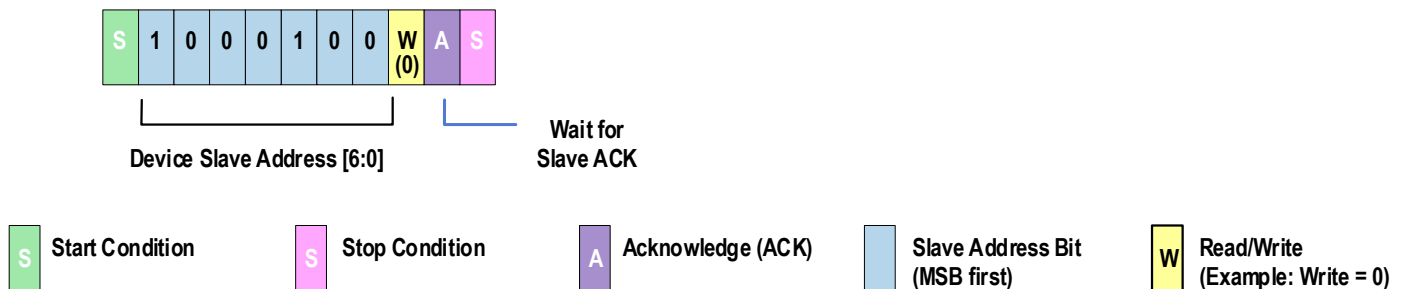 S 1 0 0 0 1 0 0 W A S
(0)
Wait for
Slave ACK
Device Slave Address [6:0]
S Start Condition S Stop Condition A Acknowledge (ACK) Slave Address Bit W Read/Write
(MSB first) (Example: Write = 0)